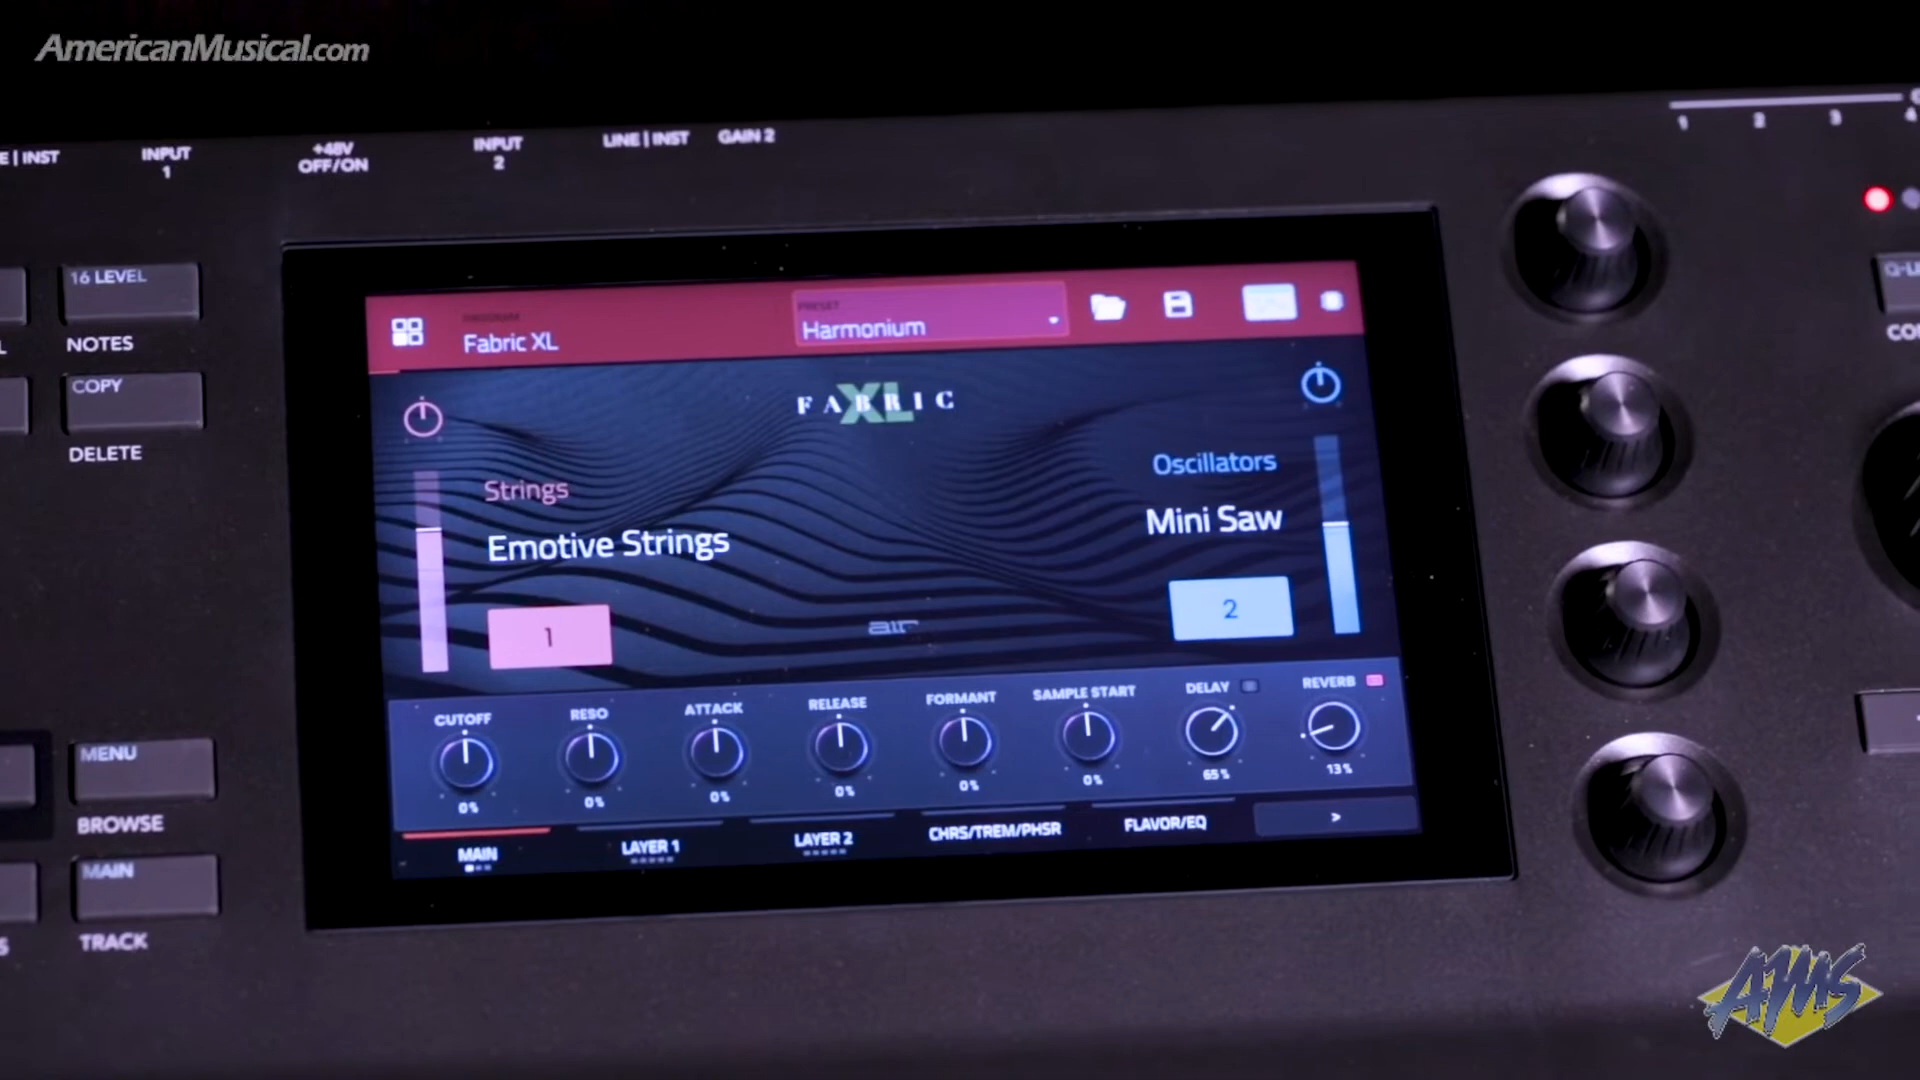 AmericanMusical.com
E | INST
INPUT
1
+48V
OFF/ON
INPUT
2
LINE | INST
GAIN 2
1 2 3 4
16 LEVEL
NOTES
COPY
DELETE
MENU
BROWSE
MAIN
TRACK
PROGRAM
Fabric XL
PRESET
Harmonium
FABRIC
XL
Strings
Emotive Strings
1
Oscillators
Mini Saw
2
air
CUTOFF
RESO
ATTACK
RELEASE
FORMANT
SAMPLE START
DELAY
REVERB
0%
0%
0%
0%
0%
0%
65%
13%
MAIN
LAYER 1
LAYER 2
CHRS/TREM/PHSR
FLAVOR/EQ
>
AMS